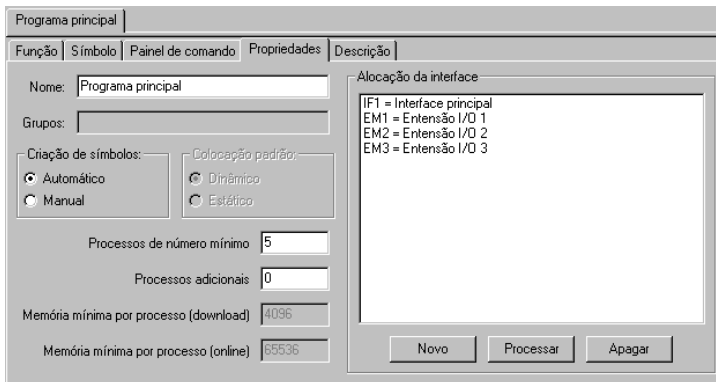 Programa principal
Função Símbolo Painel de comando Propriedades Descrição
Nome: Programa principal
Grupos:
Criação de símbolos:
Automático
Manual
Colocação padrão:
Dinâmico
Estático
Processos de número mínimo 5
Processos adicionais 0
Memória mínima por processo (download) 4096
Memória mínima por processo (online) 65536
Alocação da interface
IF1 = Interface principal
EM1 = Entensão I/O 1
EM2 = Entensão I/O 2
EM3 = Entensão I/O 3
Novo Processar Apagar